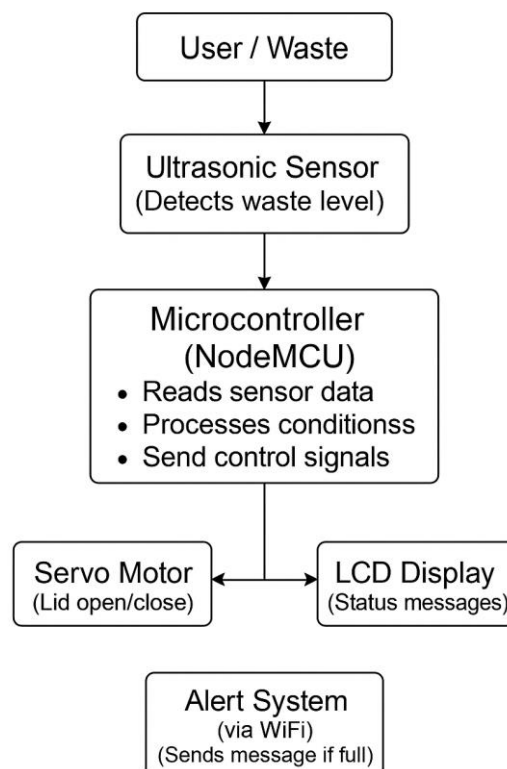 User / Waste
Ultrasonic Sensor
(Detects waste level)
Microcontroller
(NodeMCU)
• Reads sensor data
• Processes conditionss
• Send control signals
Servo Motor
(Lid open/close)
LCD Display
(Status messages)
Alert System
(via WiFi)
(Sends message if full)